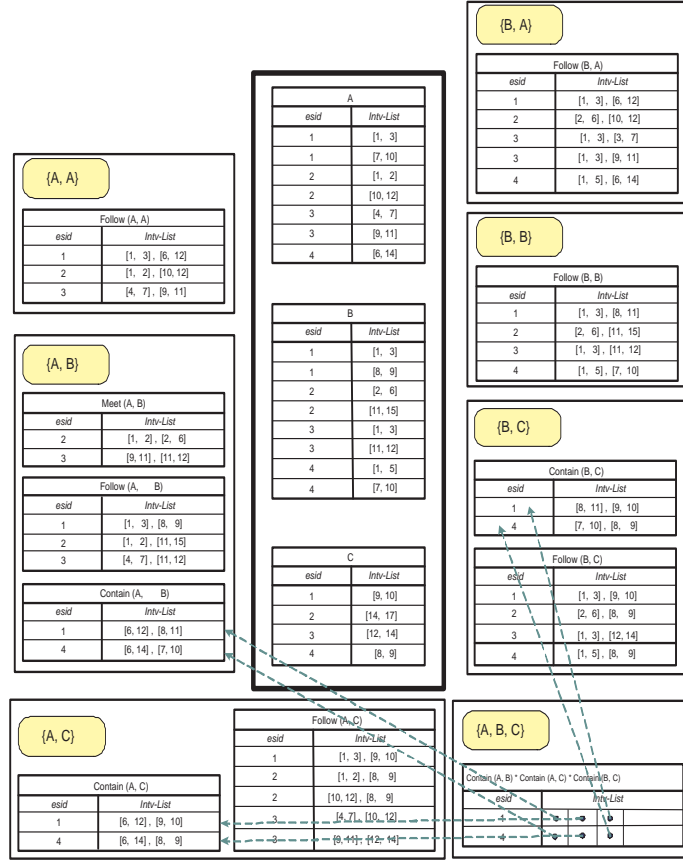 {A, A}
Follow (A, A)
esid Intv-List
1 [1, 3] , [6, 12]
2 [1, 2] , [10, 12]
3 [4, 7] , [9, 11]
{A, B}
Meet (A, B)
esid Intv-List
2 [1, 2] , [2, 6]
3 [9, 11] , [11, 12]
Follow (A, B)
esid Intv-List
1 [1, 3] , [8, 9]
2 [1, 2] , [11, 15]
3 [4, 7] , [11, 12]
Contain (A, B)
esid Intv-List
1 [6, 12] , [8, 11]
4 [6, 14] , [7, 10]
A
esid Intv-List
1 [1, 3]
1 [7, 10]
2 [1, 2]
2 [10, 12]
3 [4, 7]
3 [9, 11]
4 [6, 14]
B
esid Intv-List
1 [1, 3]
1 [8, 9]
2 [2, 6]
2 [11, 15]
3 [1, 3]
3 [11, 12]
4 [1, 5]
4 [7, 10]
C
esid Intv-List
1 [9, 10]
2 [14, 17]
3 [12, 14]
4 [8, 9]
{B, A}
Follow (B, A)
esid Intv-List
1 [1, 3] , [6, 12]
2 [2, 6] , [10, 12]
3 [1, 3] , [3, 7]
3 [1, 3] , [9, 11]
4 [1, 5] , [6, 14]
{B, B}
Follow (B, B)
esid Intv-List
1 [1, 3] , [8, 11]
2 [2, 6] , [11, 15]
3 [1, 3] , [11, 12]
4 [1, 5] , [7, 10]
{B, C}
Contain (B, C)
esid Intv-List
1 [8, 11] , [9, 10]
4 [7, 10] , [8, 9]
Follow (B, C)
esid Intv-List
1 [1, 3] , [9, 10]
2 [2, 6] , [8, 9]
3 [1, 3] , [12, 14]
4 [1, 5] , [8, 9]
{A, C}
Contain (A, C)
esid Intv-List
1 [6, 12] , [9, 10]
4 [6, 14] , [8, 9]
Follow (A, C)
esid Intv-List
1 [1, 3] , [9, 10]
2 [1, 2] , [8, 9]
2 [10, 12] , [8, 9]
3 [4, 7] , [10, 12]
3 [9, 11] , [12, 14]
{A, B, C}
Contain (A, B) * Contain (A, C) * Contain (B, C)
esid Intv-List
1
4